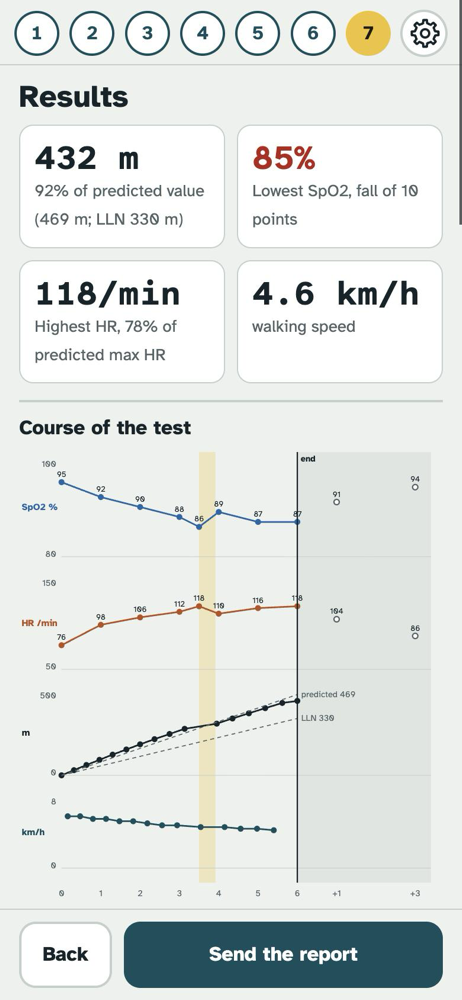 1 2 3 4 5 6 7
Results
432 m
92% of predicted value
(469 m; LLN 330 m)
85%
Lowest SpO2, fall of 10
points
118/min
Highest HR, 78% of
predicted max HR
4.6 km/h
walking speed
Course of the test
end
100
95 92 90 88 86 89 87 87 91 94
SpO2 %
80
150
76 98 106 112 118 110 116 118 104 86
HR /min
50
500
predicted 469
LLN 330
m
0
8
km/h
0
0 1 2 3 4 5 6 +1 +3
Back
Send the report